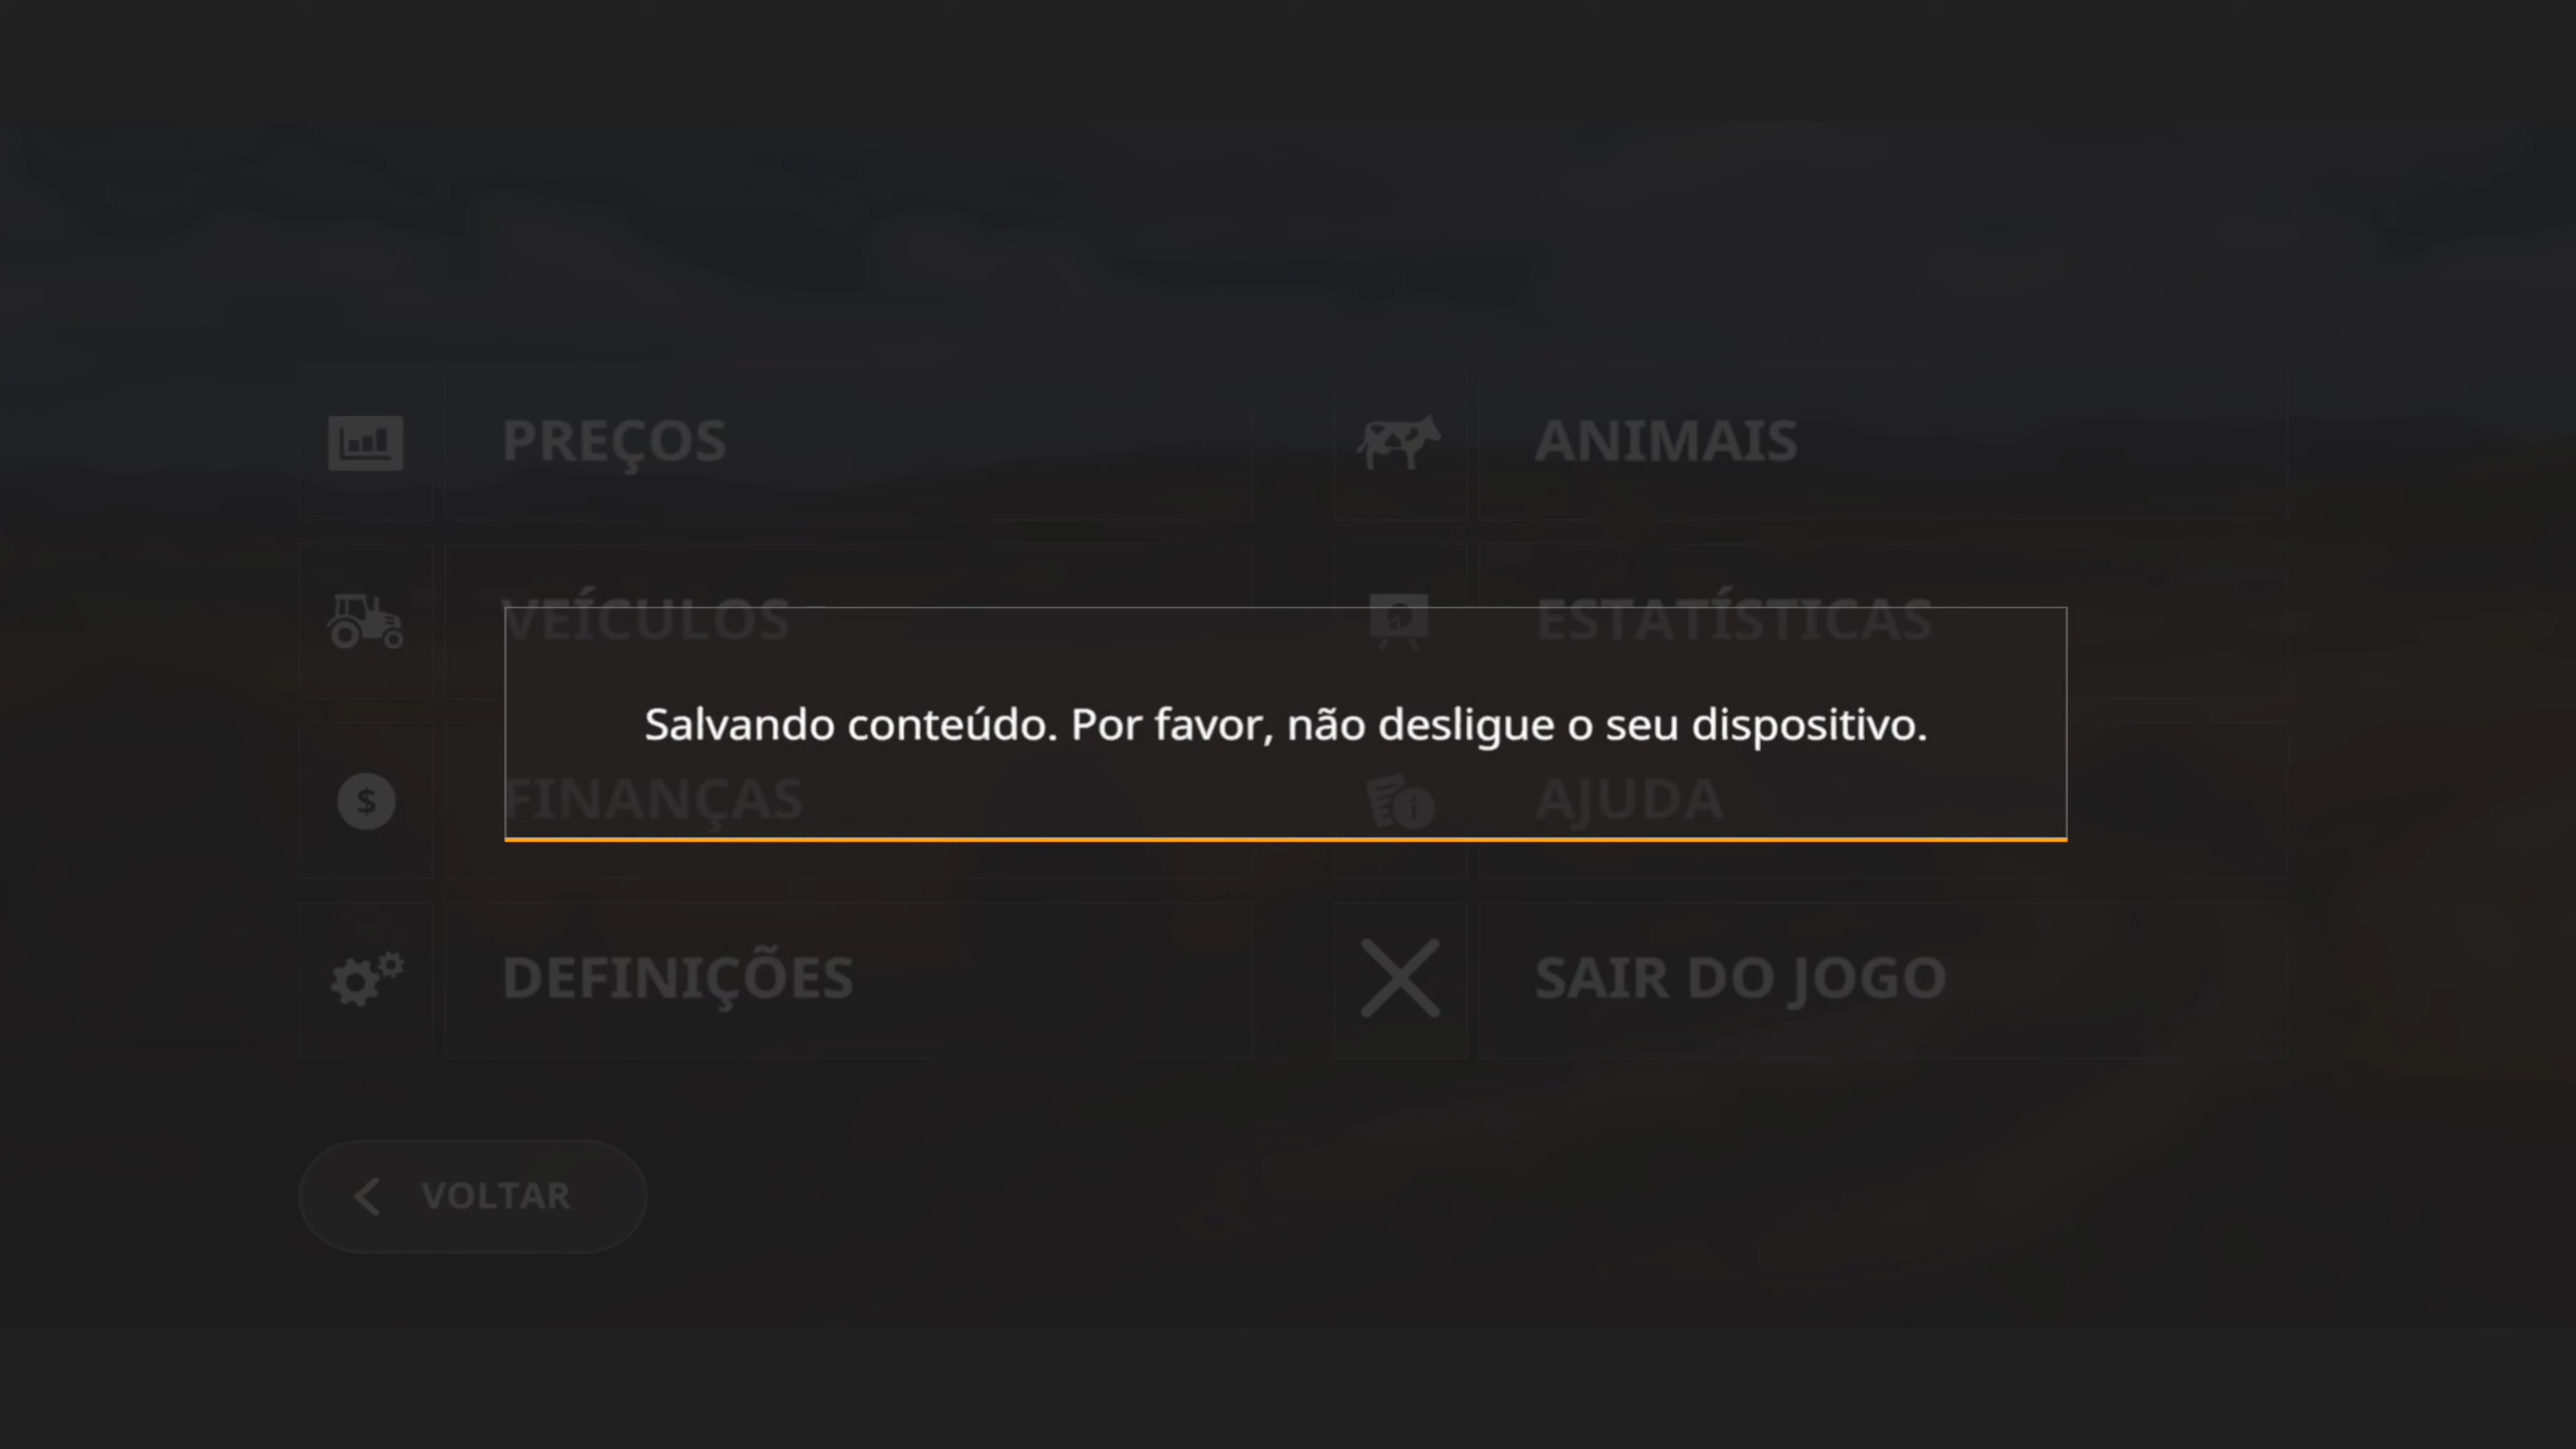 PREÇOS
ANIMAIS
VEÍCULOS
ESTATÍSTICAS
Salvando conteúdo. Por favor, não desligue o seu dispositivo.
FINANÇAS
AJUDA
DEFINIÇÕES
SAIR DO JOGO
VOLTAR